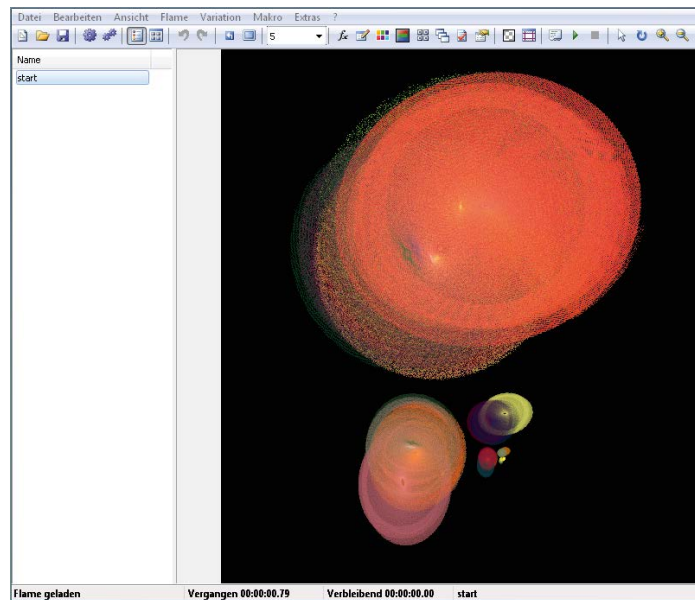 Datei Bearbeiten Ansicht Flame Variation Makro Extras ?
5
Name
start
Flame geladen Vergangen 00:00:00.79 Verbleibend 00:00:00.00 start